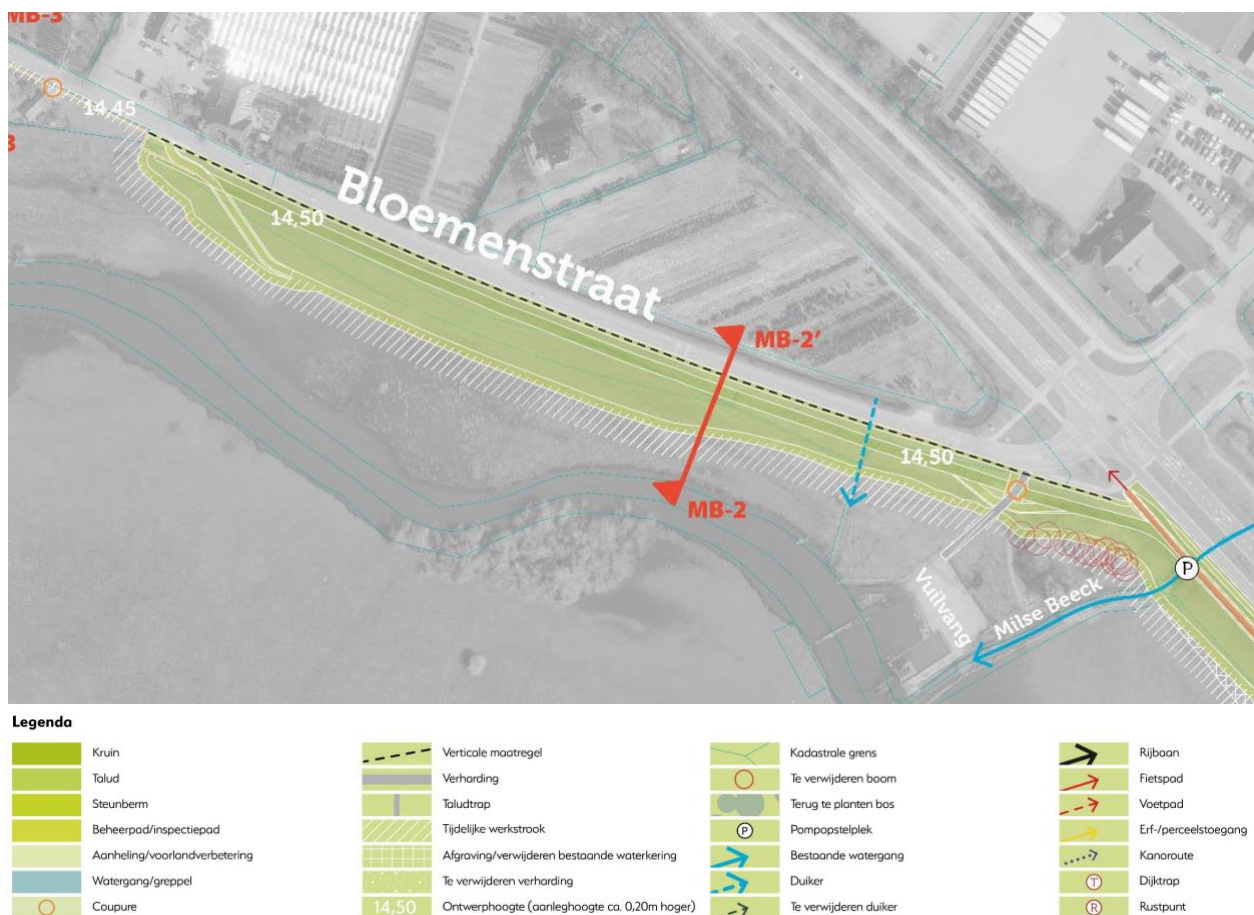 MB-3
14.45
3
Bloemenstraat
14,50
MB-2’
14,50
MB-2
P
Vuilvang
Milse Beeck
Legenda
Kruin
Talud
Steunberm
Beheerpad/inspectiepad
Aanheling/voorlandverbetering
Watergang/greppel
Coupure
Verticale maatregel
Verharding
Taludtrap
Tijdelijke werkstrook
Afgraving/verwijderen bestaande waterkering
Te verwijderen verharding
14,50 Ontwerphoogte (aanleghoogte ca. 0,20m hoger)
Kadastrale grens
Te verwijderen boom
Terug te planten bos
P Pompopstelplek
Bestaande watergang
Duiker
Te verwijderen duiker
Rijbaan
Fietspad
Voetpad
Erf-/perceelstoegang
Kanoroute
T Dijktrap
R Rustpunt